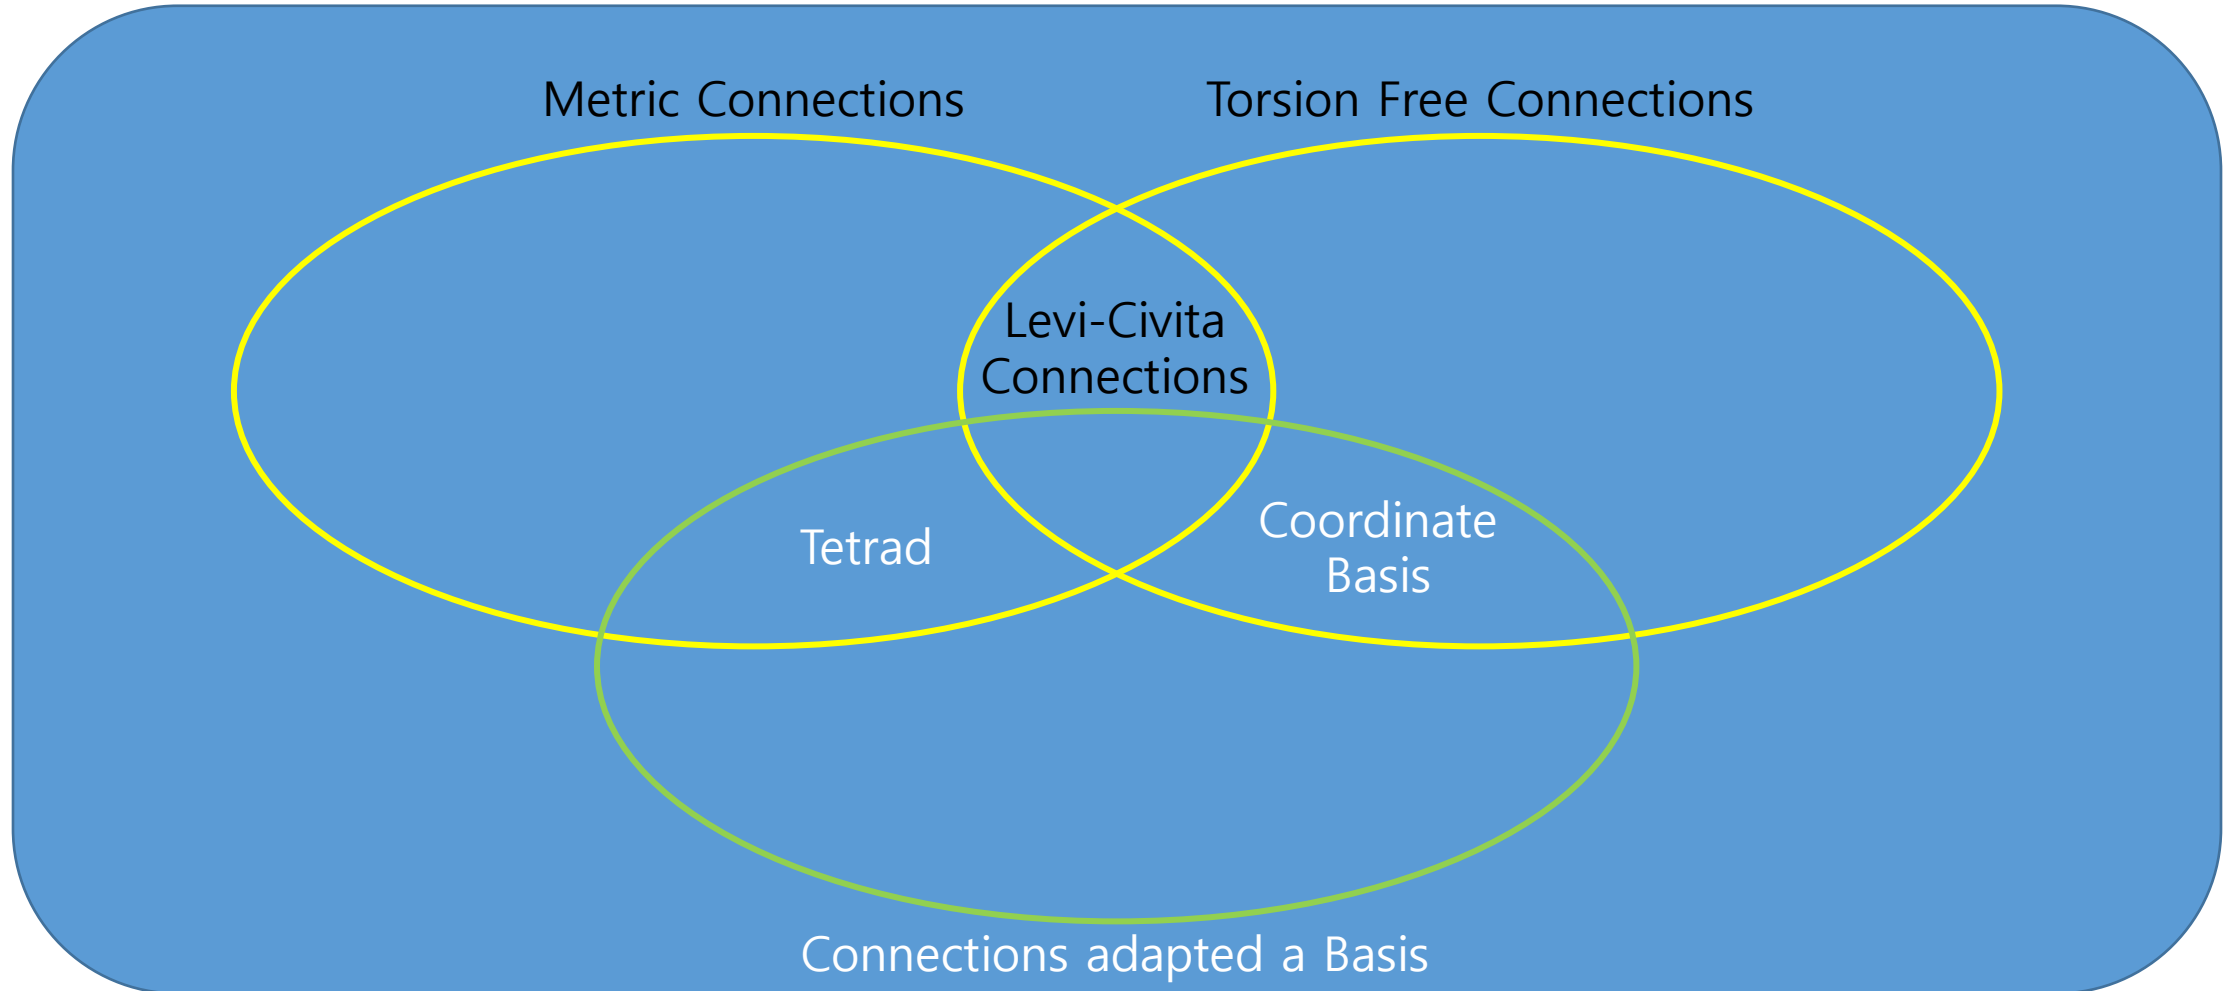 Metric Connections
Torsion Free Connections
Levi-Civita
Connections
Tetrad
Coordinate
Basis
Connections adapted a Basis